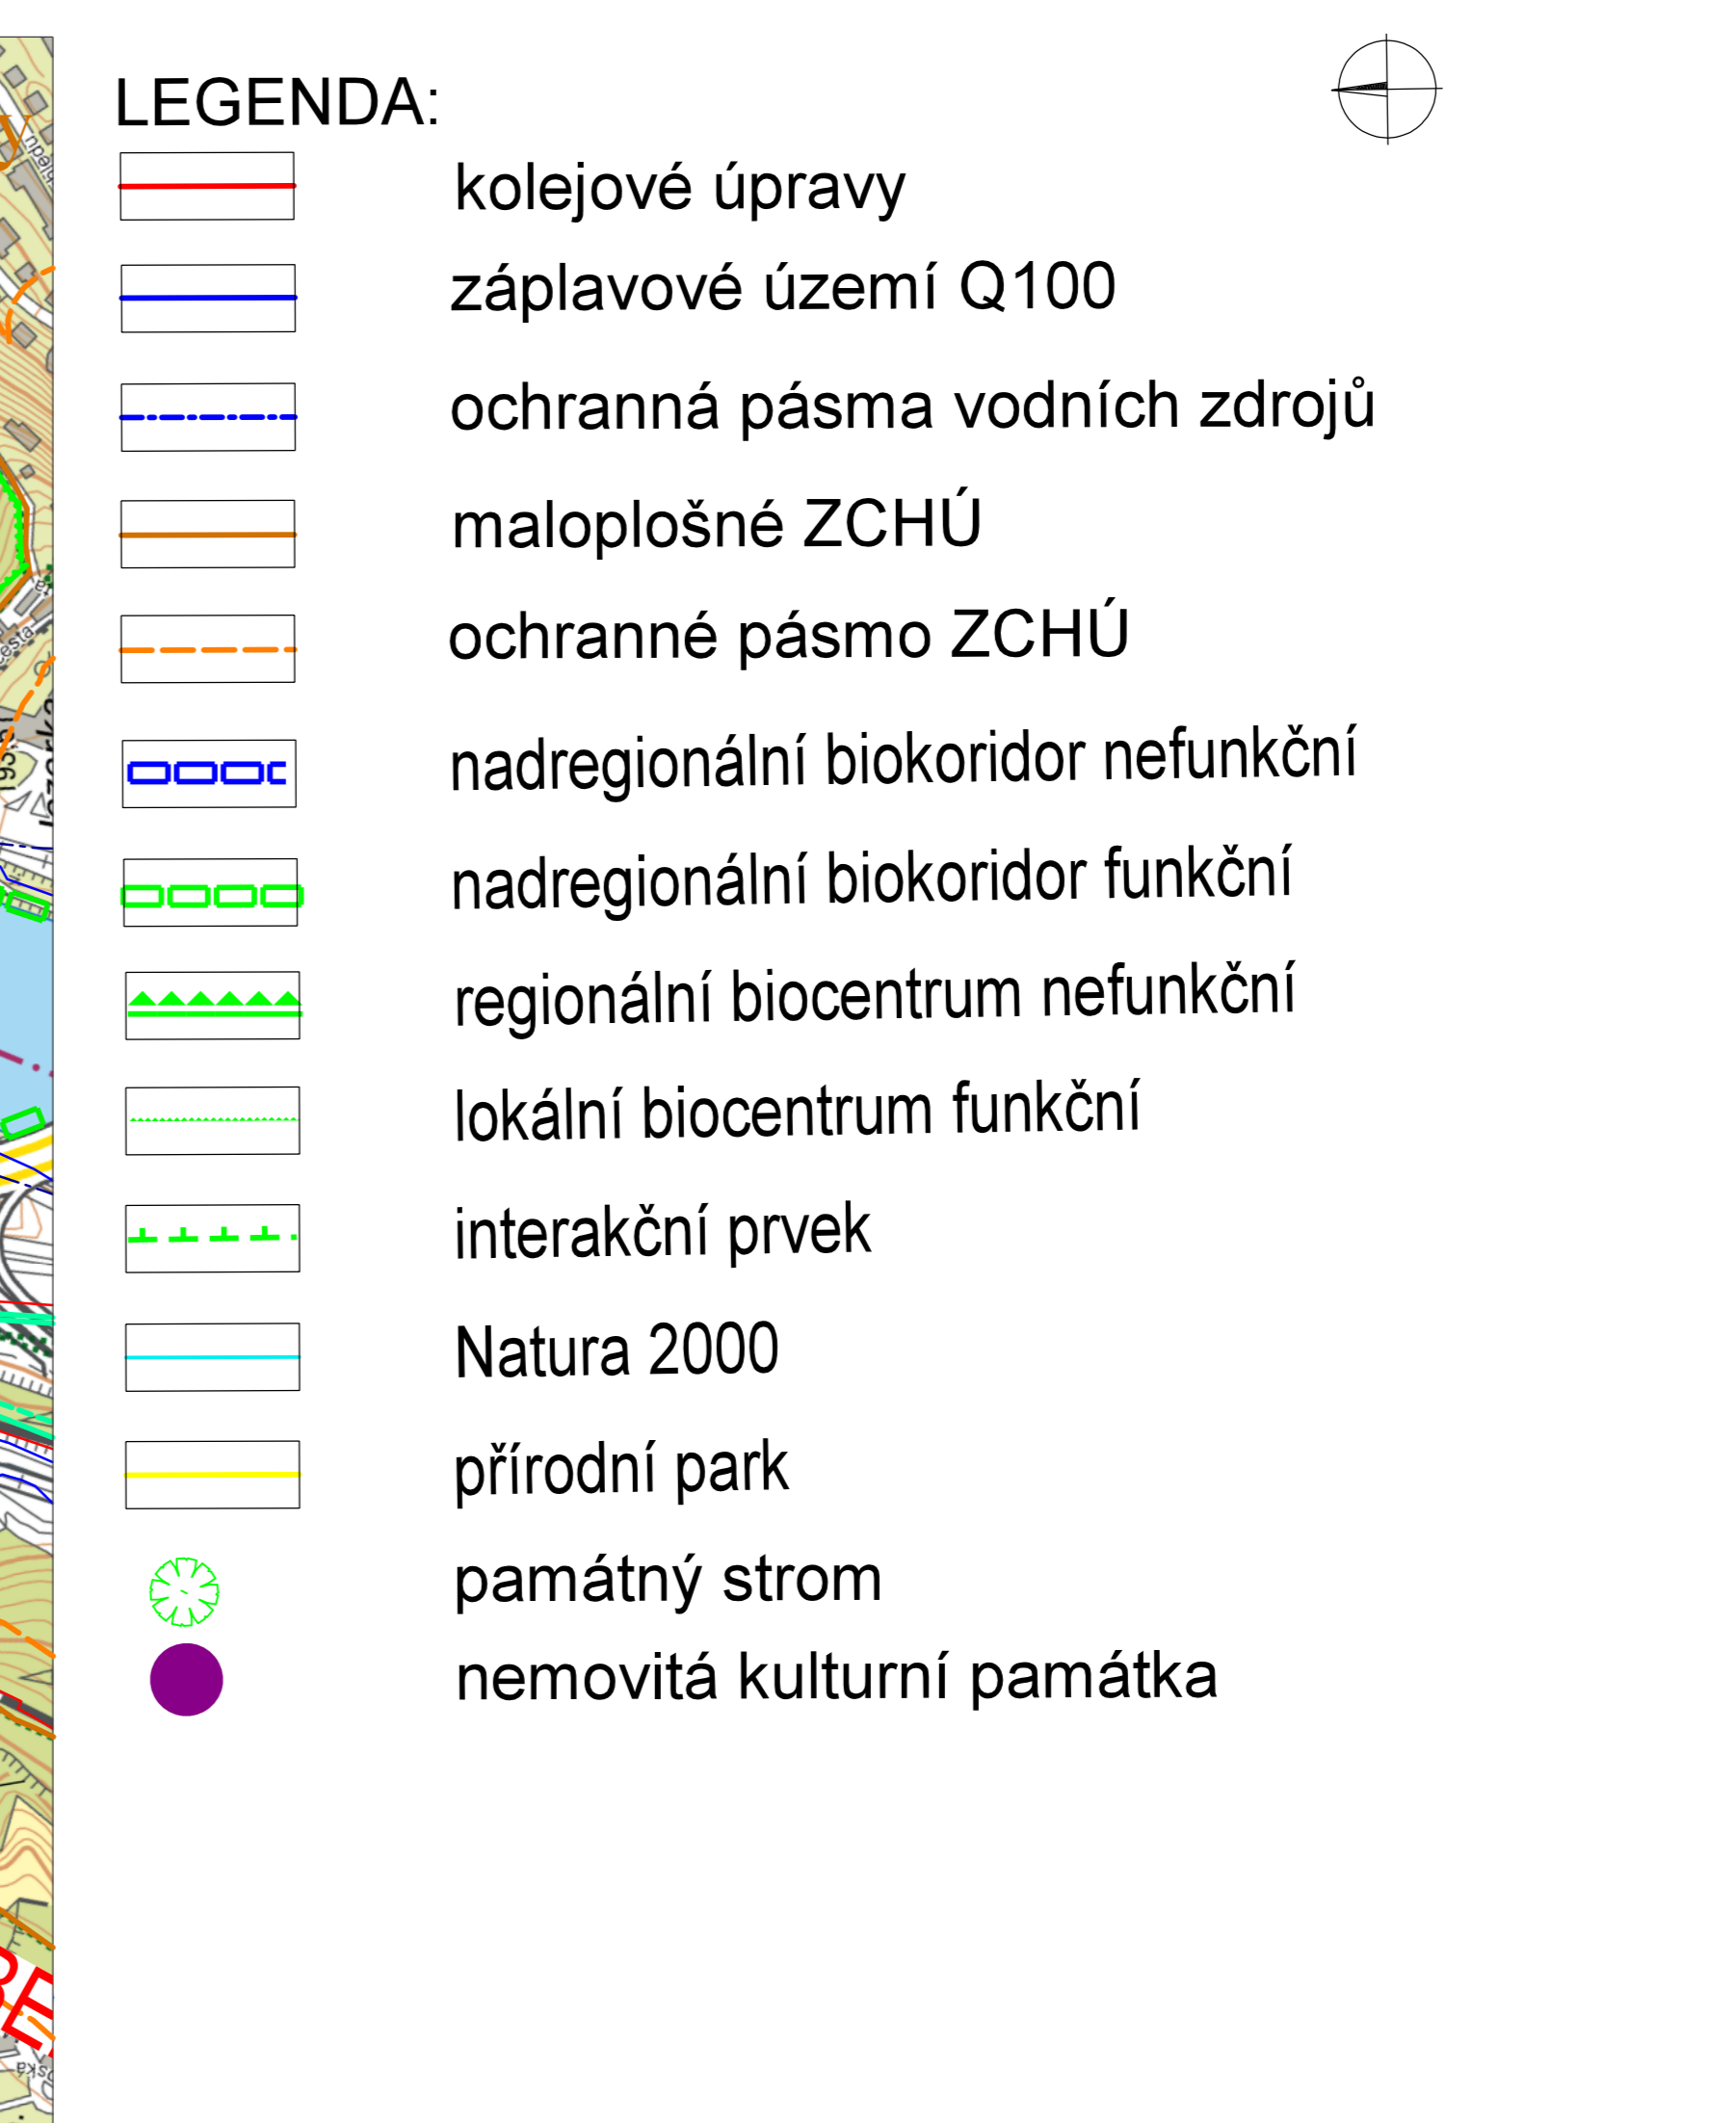 LEGENDA:
kolejové úpravy
záplavové území Q100
ochranná pásma vodních zdrojů
maloplošné ZCHÚ
ochranné pásmo ZCHÚ
nadregionální biokoridor nefunkční
nadregionální biokoridor funkční
regionální biocentrum nefunkční
lokální biocentrum funkční
interakční prvek
Natura 2000
přírodní park
památný strom
nemovitá kulturní památka